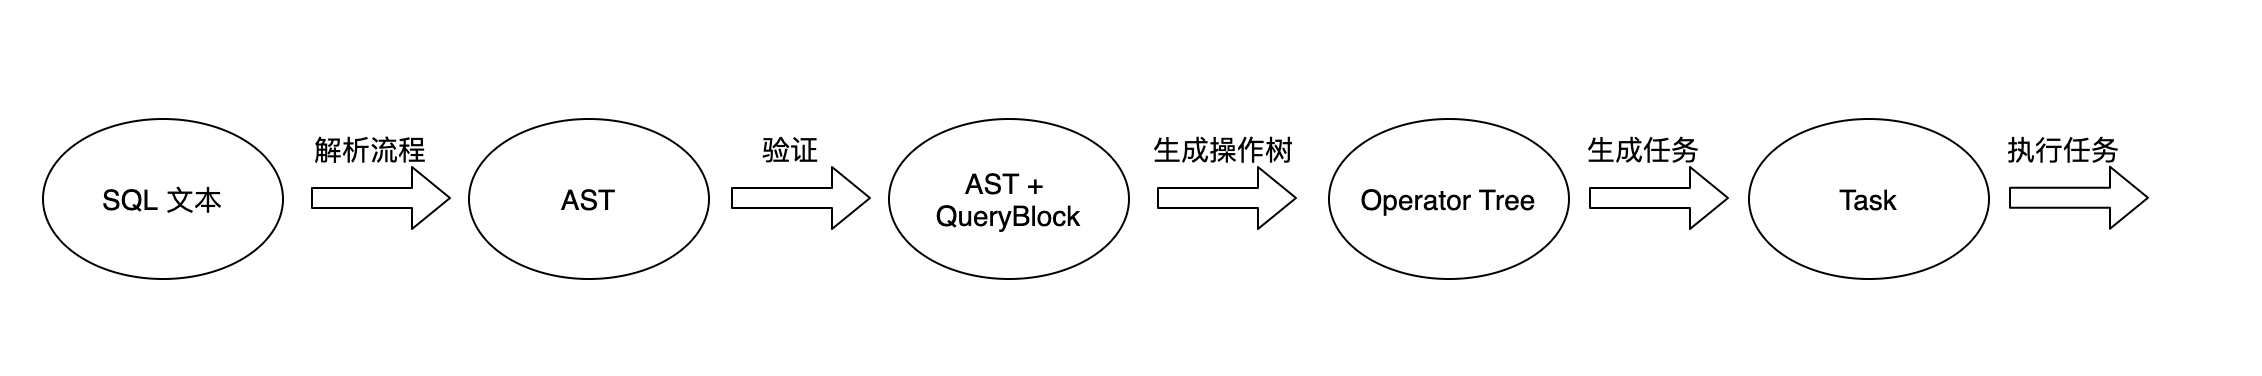 SQL 文本
解析流程
AST
验证
AST +
QueryBlock
生成操作树
Operator Tree
生成任务
Task
执行任务